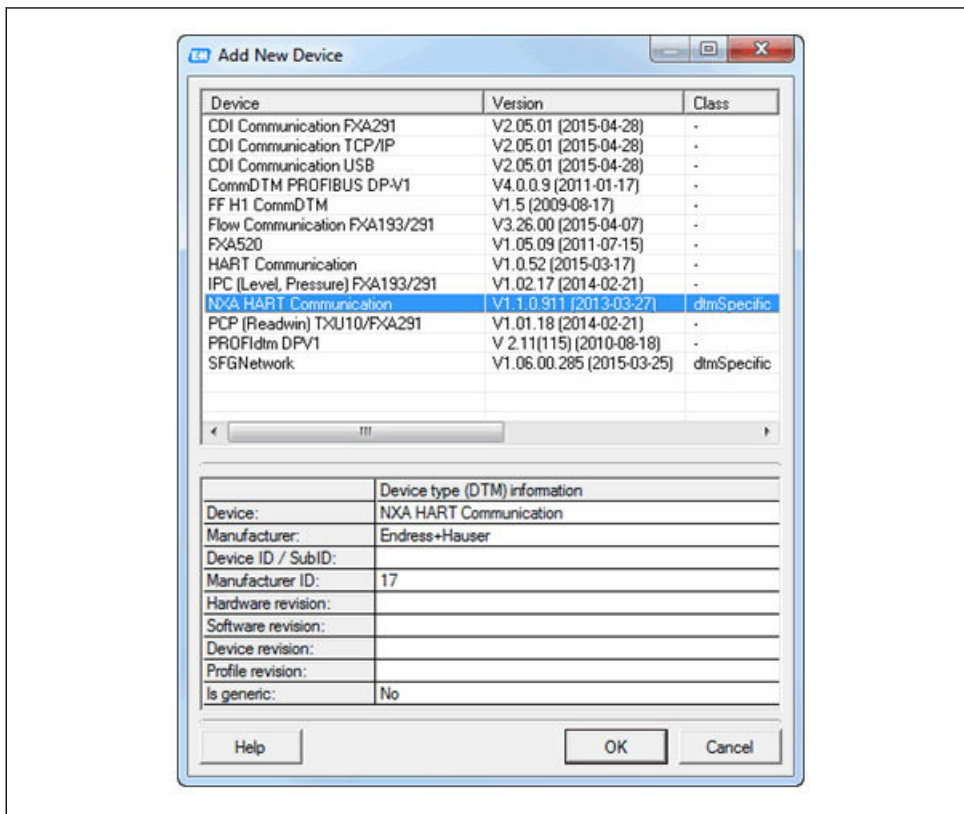 E+H Add New Device
Device Version Class
CDI Communication FXA291 V2.05.01 (2015-04-28) -
CDI Communication TCP/IP V2.05.01 (2015-04-28) -
CDI Communication USB V2.05.01 (2015-04-28) -
CommDTM PROFIBUS DP-V1 V4.0.0.9 (2011-01-17) -
FF H1 CommDTM V1.5 (2009-08-17) -
Flow Communication FXA193/291 V3.26.00 (2015-04-07) -
FXA520 V1.05.09 (2011-07-15) -
HART Communication V1.0.52 (2015-03-17) -
IPC (Level, Pressure) FXA193/291 V1.02.17 (2014-02-21) -
NXA HART Communication V1.1.0.911 (2013-03-27) dtmSpecific
PCP (Readwin) TXU10/FXA291 V1.01.18 (2014-02-21) -
PROFIdtm DPV1 V 2.11(115) (2010-08-18) -
SFGNetwork V1.06.00.285 (2015-03-25) dtmSpecific
Device type (DTM) information
Device: NXA HART Communication
Manufacturer: Endress+Hauser
Device ID / SubID:
Manufacturer ID: 17
Hardware revision:
Software revision:
Device revision:
Profile revision:
Is generic: No
Help OK Cancel